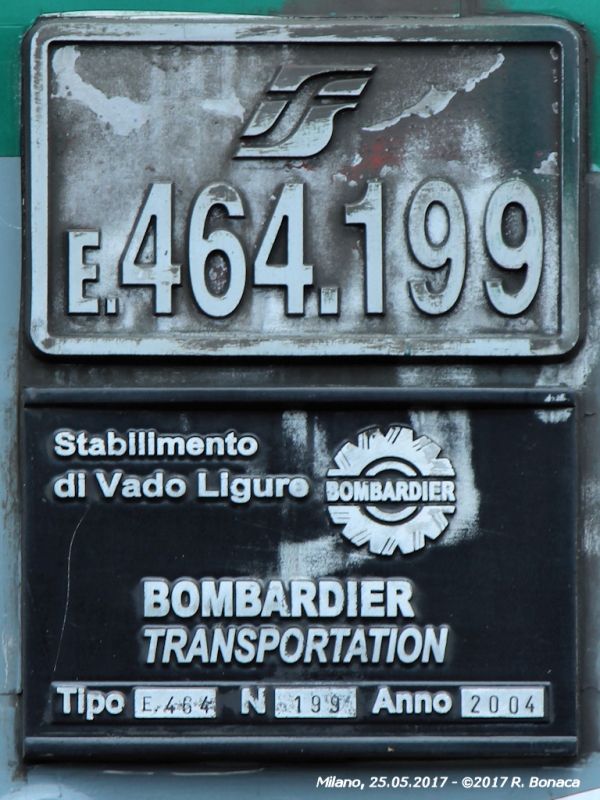 E.464.199
Stabilimento
di Vado Ligure
BOMBARDIER
BOMBARDIER
TRANSPORTATION
Tipo E.464 N 199 Anno 2004
Milano, 25.05.2017 - ©2017 R. Bonaca